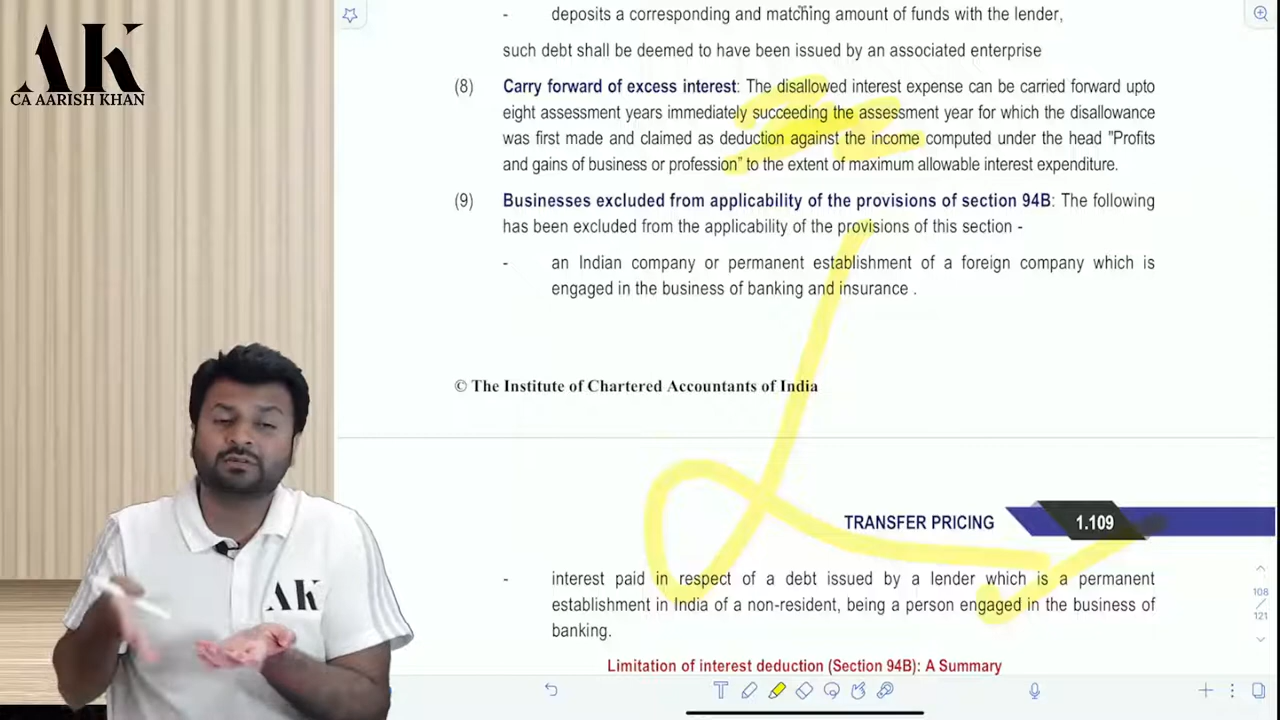 AK
CA AARISH KHAN
- deposits a corresponding and matching amount of funds with the lender,
such debt shall be deemed to have been issued by an associated enterprise
(8) Carry forward of excess interest: The disallowed interest expense can be carried forward upto
eight assessment years immediately succeeding the assessment year for which the disallowance
was first made and claimed as deduction against the income computed under the head "Profits
and gains of business or profession" to the extent of maximum allowable interest expenditure.
(9) Businesses excluded from applicability of the provisions of section 94B: The following
has been excluded from the applicability of the provisions of this section -
- an Indian company or permanent establishment of a foreign company which is
engaged in the business of banking and insurance .
© The Institute of Chartered Accountants of India
TRANSFER PRICING 1.109
- interest paid in respect of a debt issued by a lender which is a permanent
establishment in India of a non-resident, being a person engaged in the business of
banking.
Limitation of interest deduction (Section 94B): A Summary
108
/
121
AK